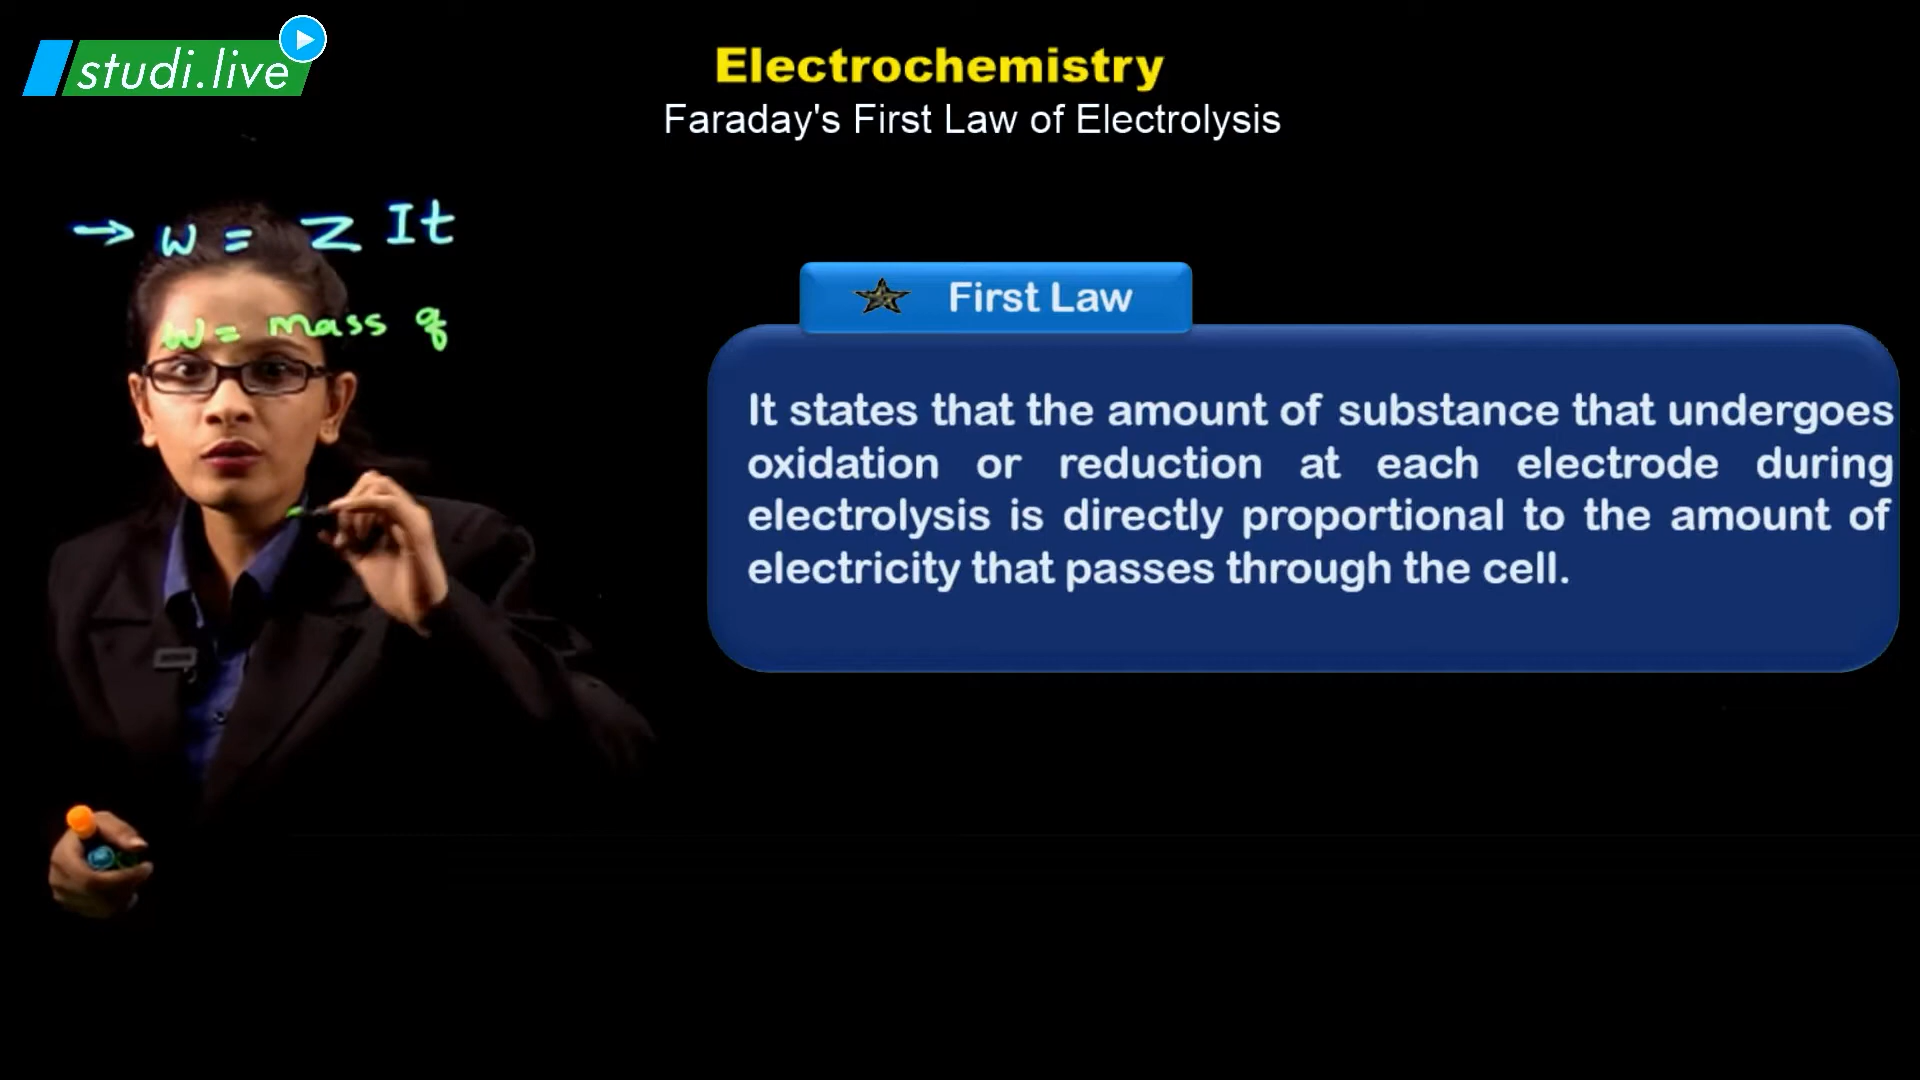 studi.live
Electrochemistry
Faraday's First Law of Electrolysis
→ W = Z It
W = mass of
First Law
It states that the amount of substance that undergoes
oxidation or reduction at each electrode during
electrolysis is directly proportional to the amount of
electricity that passes through the cell.